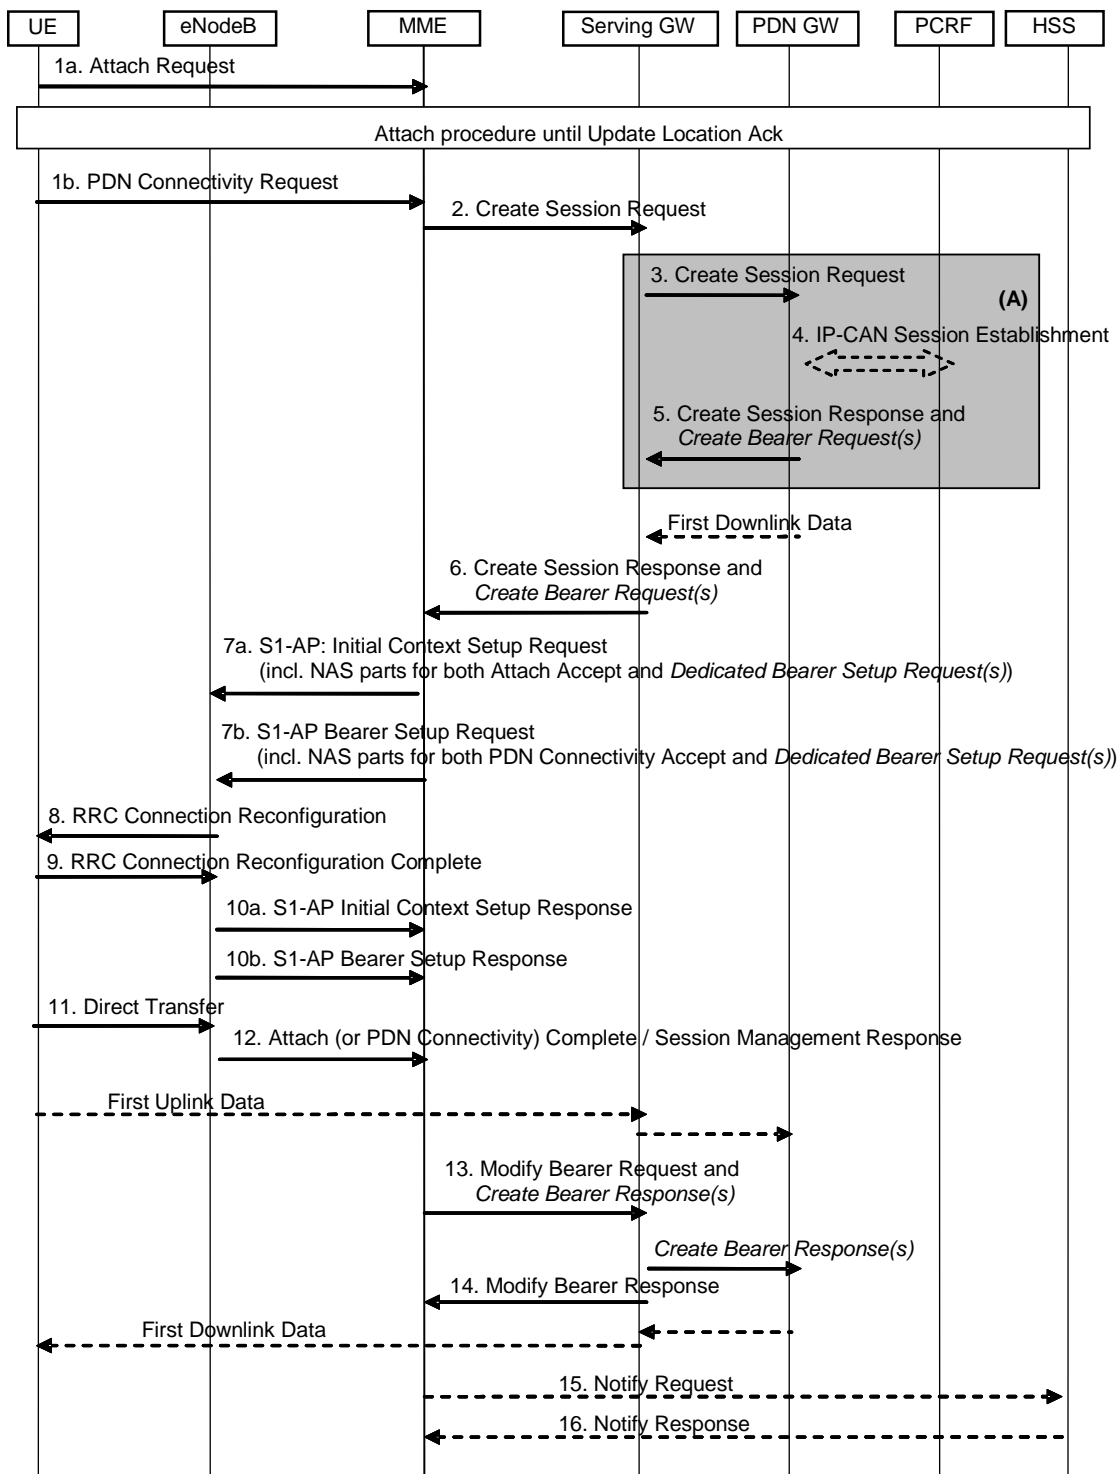 UE eNodeB MME Serving GW PDN GW PCRF HSS
1a. Attach Request
Attach procedure until Update Location Ack
1b. PDN Connectivity Request
2. Create Session Request
3. Create Session Request
(A)
4. IP-CAN Session Establishment
5. Create Session Response and
Create Bearer Request(s)
First Downlink Data
6. Create Session Response and
Create Bearer Request(s)
7a. S1-AP: Initial Context Setup Request
(incl. NAS parts for both Attach Accept and Dedicated Bearer Setup Request(s))
7b. S1-AP Bearer Setup Request
(incl. NAS parts for both PDN Connectivity Accept and Dedicated Bearer Setup Request(s))
8. RRC Connection Reconfiguration
9. RRC Connection Reconfiguration Complete
10a. S1-AP Initial Context Setup Response
10b. S1-AP Bearer Setup Response
11. Direct Transfer
12. Attach (or PDN Connectivity) Complete / Session Management Response
First Uplink Data
13. Modify Bearer Request and
Create Bearer Response(s)
Create Bearer Response(s)
14. Modify Bearer Response
First Downlink Data
15. Notify Request
16. Notify Response